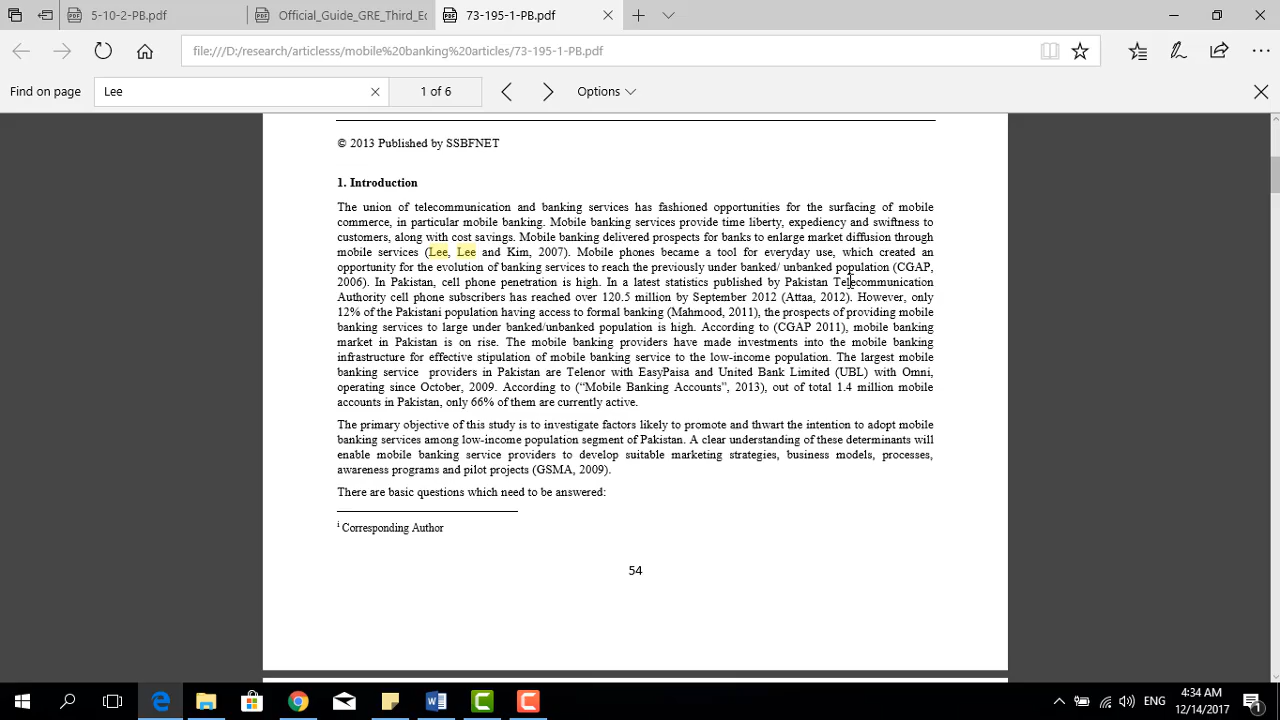 5-10-2-PB.pdf
Official_Guide_GRE_Third_Ec
73-195-1-PB.pdf
file:///D:/research/articlesss/mobile%20banking%20articles/73-195-1-PB.pdf
Find on page
Lee
1 of 6
Options
© 2013 Published by SSBFNET
1. Introduction
The union of telecommunication and banking services has fashioned opportunities for the surfacing of mobile
commerce, in particular mobile banking. Mobile banking services provide time liberty, expediency and swiftness to
customers, along with cost savings. Mobile banking delivered prospects for banks to enlarge market diffusion through
mobile services (Lee, Lee and Kim, 2007). Mobile phones became a tool for everyday use, which created an
opportunity for the evolution of banking services to reach the previously under banked/ unbanked population (CGAP,
2006). In Pakistan, cell phone penetration is high. In a latest statistics published by Pakistan Telecommunication
Authority cell phone subscribers has reached over 120.5 million by September 2012 (Attaa, 2012). However, only
12% of the Pakistani population having access to formal banking (Mahmood, 2011), the prospects of providing mobile
banking services to large under banked/unbanked population is high. According to (CGAP 2011), mobile banking
market in Pakistan is on rise. The mobile banking providers have made investments into the mobile banking
infrastructure for effective stipulation of mobile banking service to the low-income population. The largest mobile
banking service providers in Pakistan are Telenor with EasyPaisa and United Bank Limited (UBL) with Omni,
operating since October, 2009. According to (“Mobile Banking Accounts”, 2013), out of total 1.4 million mobile
accounts in Pakistan, only 66% of them are currently active.
The primary objective of this study is to investigate factors likely to promote and thwart the intention to adopt mobile
banking services among low-income population segment of Pakistan. A clear understanding of these determinants will
enable mobile banking service providers to develop suitable marketing strategies, business models, processes,
awareness programs and pilot projects (GSMA, 2009).
There are basic questions which need to be answered:
i Corresponding Author
54
ENG
4:34 AM
12/14/2017
1